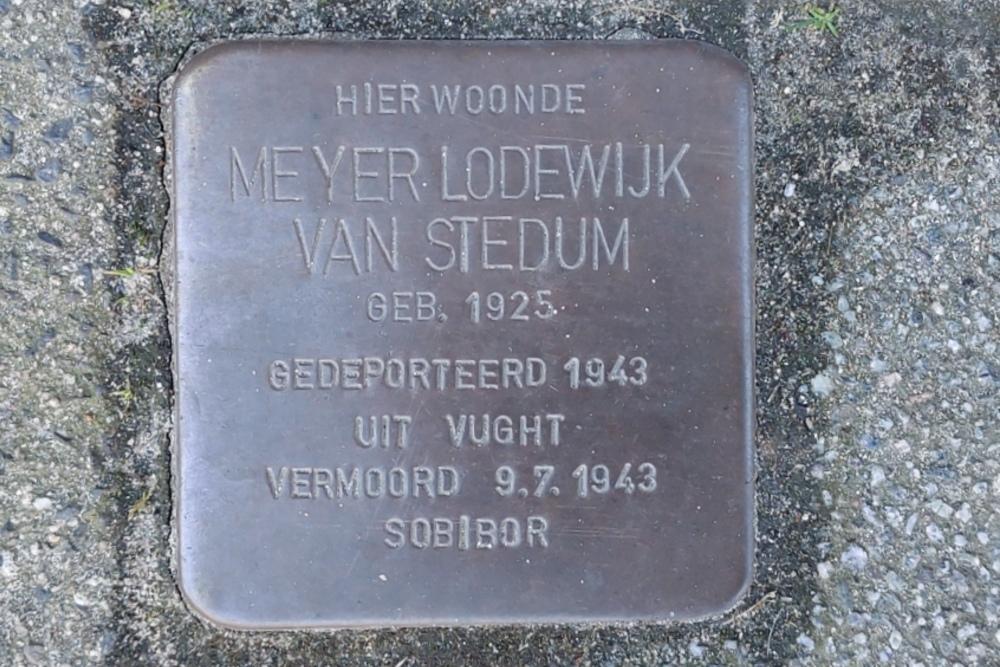 HIER WOONDE
MEYER LODEWIJK
VAN STEDUM
GEB. 1925
GEDEPORTEERD 1943
UIT VUGHT
VERMOORD 9.7.1943
SOBIBOR